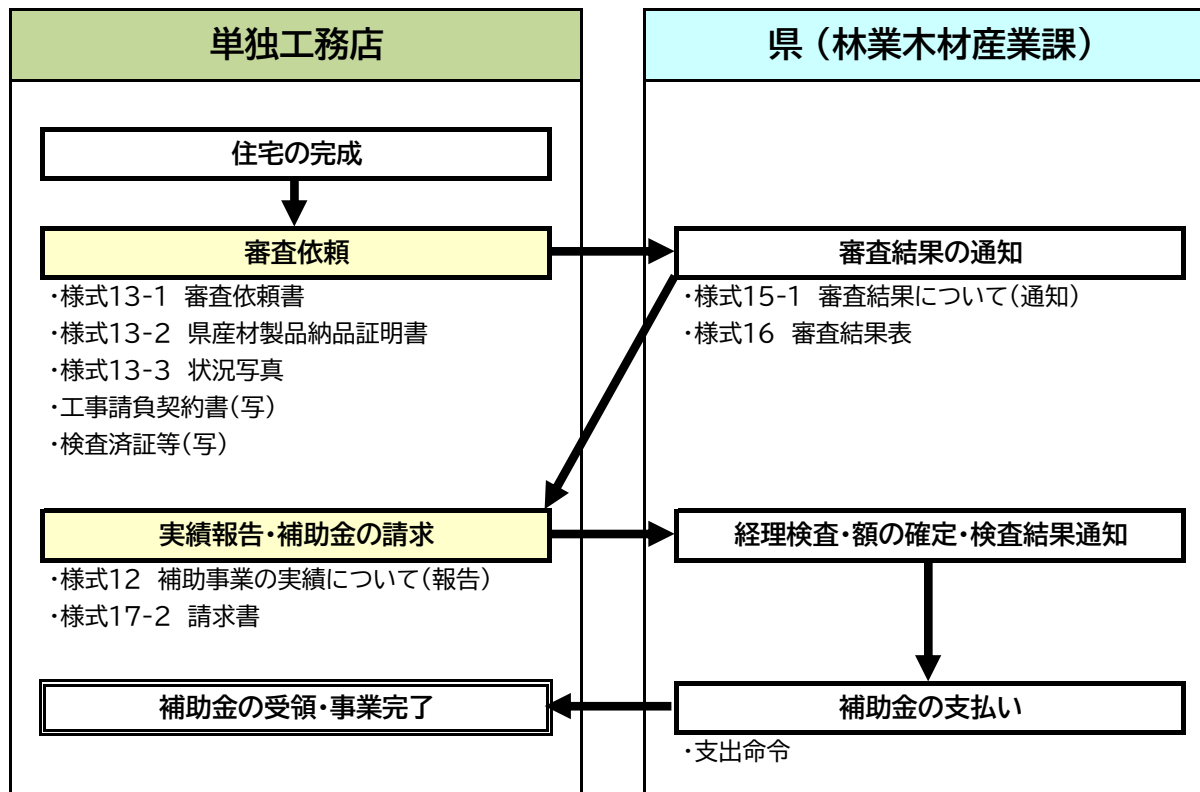 単独工務店
県（林業木材産業課）
住宅の完成
審査依頼
・様式13-1 審査依頼書
・様式13-2 県産材製品納品証明書
・様式13-3 状況写真
・工事請負契約書(写)
・検査済証等(写)
審査結果の通知
・様式15-1 審査結果について(通知)
・様式16 審査結果表
実績報告・補助金の請求
・様式12 補助事業の実績について(報告)
・様式17-2 請求書
経理検査・額の確定・検査結果通知
補助金の支払い
・支出命令
補助金の受領・事業完了